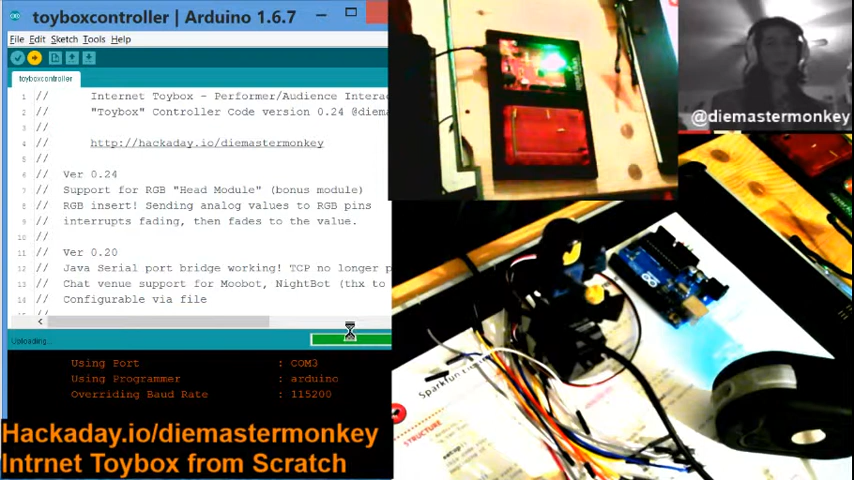 toyboxcontroller | Arduino 1.6.7
File Edit Sketch Tools Help
toyboxcontroller
1 // Internet Toybox - Performer/Audience Intera
2 // "Toybox" Controller Code version 0.24 @diema
3 //
4 // http://hackaday.io/diemastermonkey
5 //
6 // Ver 0.24
7 // Support for RGB "Head Module" (bonus module)
8 // RGB insert! Sending analog values to RGB pins
9 // interrupts fading, then fades to the value.
10 //
11 // Ver 0.20
12 // Java Serial port bridge working! TCP no longer p
13 // Chat venue support for Moobot, NightBot (thx to
14 // Configurable via file
Uploading...
Using Port : COM3
Using Programmer : arduino
Overriding Baud Rate : 115200
Hackaday.io/diemastermonkey
Intrnet Toybox from Scratch
@diemastermonkey
Sparkfun
STRUCTURE